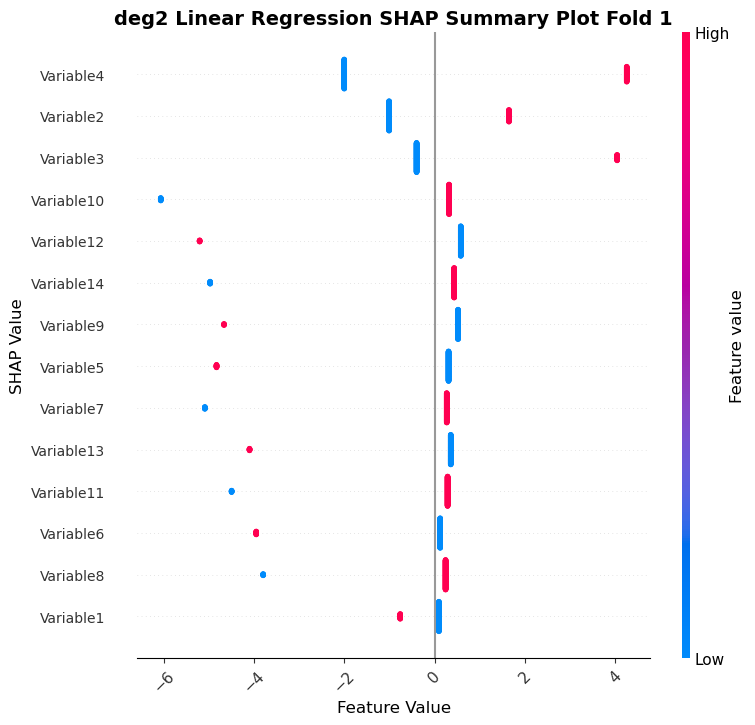 deg2 Linear Regression SHAP Summary Plot Fold 1
High
Variable4
Variable2
Variable3
Variable10
Variable12
Variable14
Variable9
Variable5
Variable7
Variable13
Variable11
Variable6
Variable8
Variable1
SHAP Value
Feature value
Low
−6
−4
−2
0
2
4
Feature Value